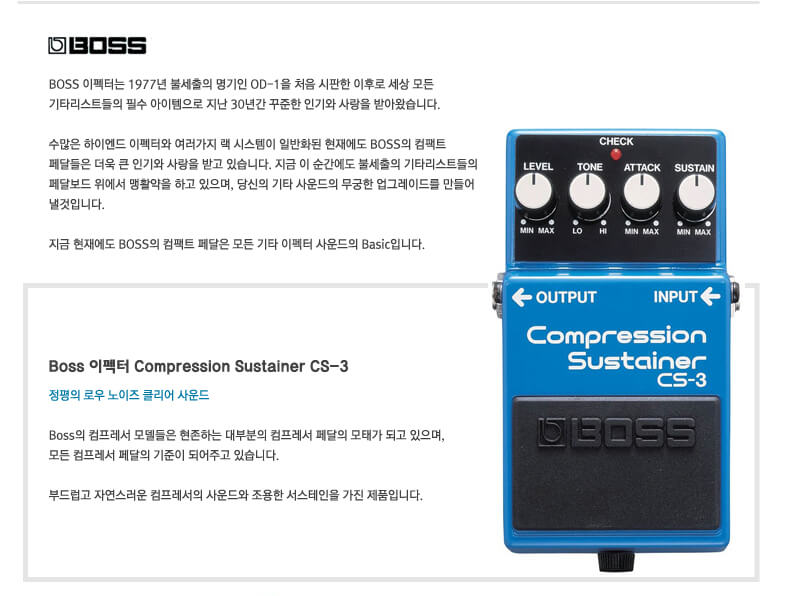 BOSS
BOSS 이펙터는 1977년 불세출의 명기인 OD-1을 처음 시판한 이후로 세상 모든
기타리스트들의 필수 아이템으로 지난 30년간 꾸준한 인기와 사랑을 받아왔습니다.
수많은 하이엔드 이펙터와 여러가지 랙 시스템이 일반화된 현재에도 BOSS의 컴팩트
페달들은 더욱 큰 인기와 사랑을 받고 있습니다. 지금 이 순간에도 불세출의 기타리스트들의
페달보드 위에서 맹활약을 하고 있으며, 당신의 기타 사운드의 무궁한 업그레이드를 만들어
낼것입니다.
지금 현재에도 BOSS의 컴팩트 페달은 모든 기타 이펙터 사운드의 Basic입니다.
CHECK
LEVEL TONE ATTACK SUSTAIN
MIN MAX LO HI MIN MAX MIN MAX
OUTPUT INPUT
Compression
Sustainer
CS-3
BOSS
Boss 이펙터 Compression Sustainer CS-3
정평의 로우 노이즈 클리어 사운드
Boss의 컴프레서 모델들은 현존하는 대부분의 컴프레서 페달의 모태가 되고 있으며,
모든 컴프레서 페달의 기준이 되어주고 있습니다.
부드럽고 자연스러운 컴프레서의 사운드와 조용한 서스테인을 가진 제품입니다.